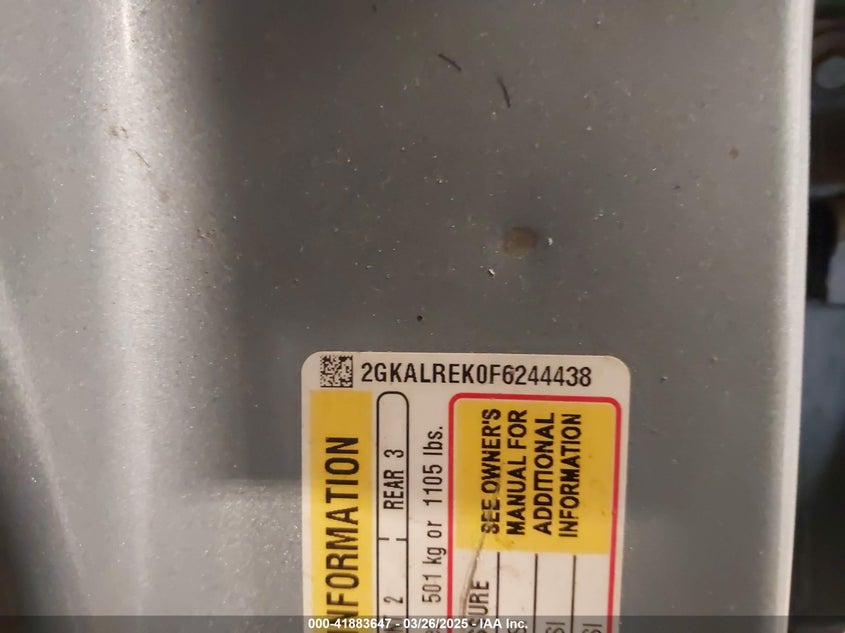 2GKALREK0F6244438
INFORMATION
2 REAR 3
501 kg or 1105 lbs.
SEE OWNER'S
MANUAL FOR
ADDITIONAL
INFORMATION
000-41883647 - 03/26/2025 - IAA Inc.